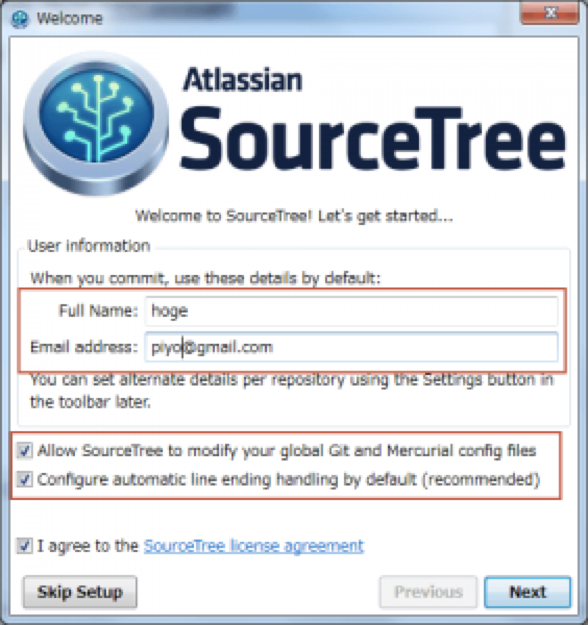 Welcome
Atlassian
SourceTree
Welcome to SourceTree! Let's get started...
User information
When you commit, use these details by default:
Full Name: hoge
Email address: piyo@gmail.com
You can set alternate details per repository using the Settings button in
the toolbar later.
Allow SourceTree to modify your global Git and Mercurial config files
Configure automatic line ending handling by default (recommended)
I agree to the SourceTree license agreement
Skip Setup Previous Next